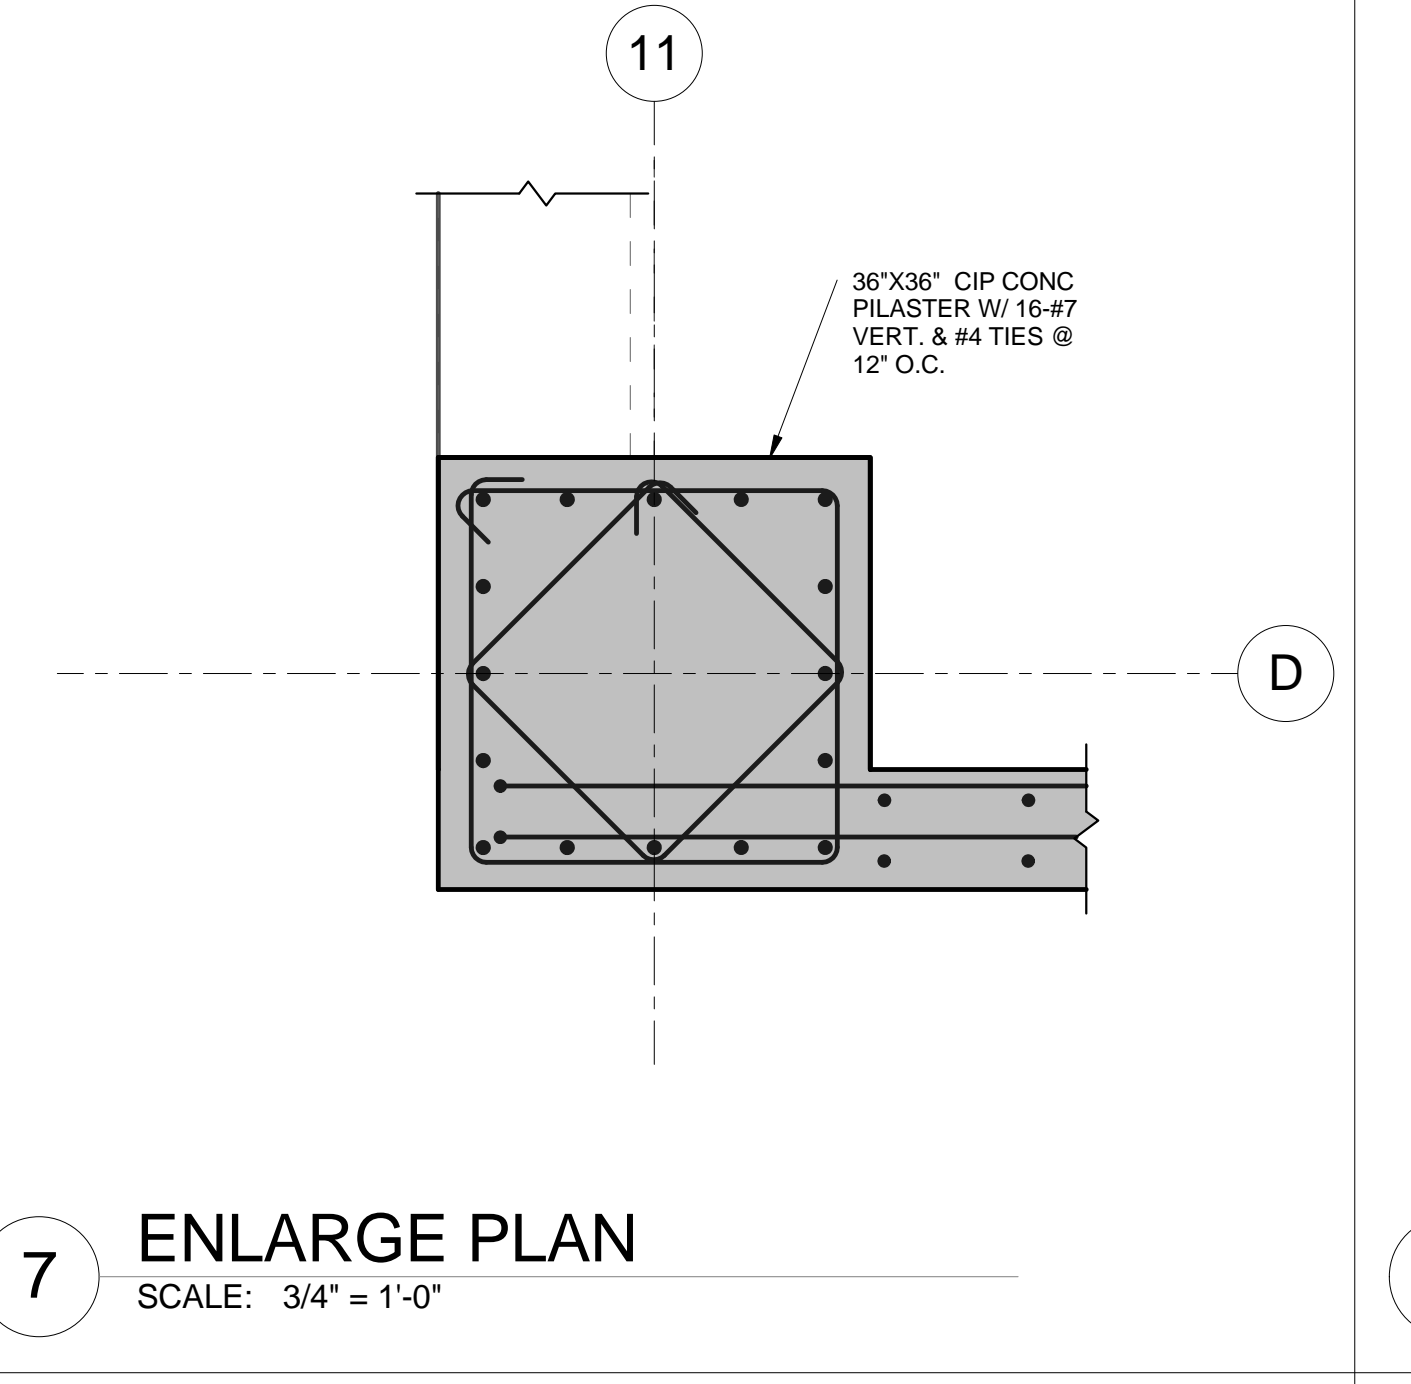 11
36"X36" CIP CONC
PILASTER W/ 16-#7
VERT. & #4 TIES @
12" O.C.
D
7
ENLARGE PLAN
SCALE: 3/4" = 1'-0"